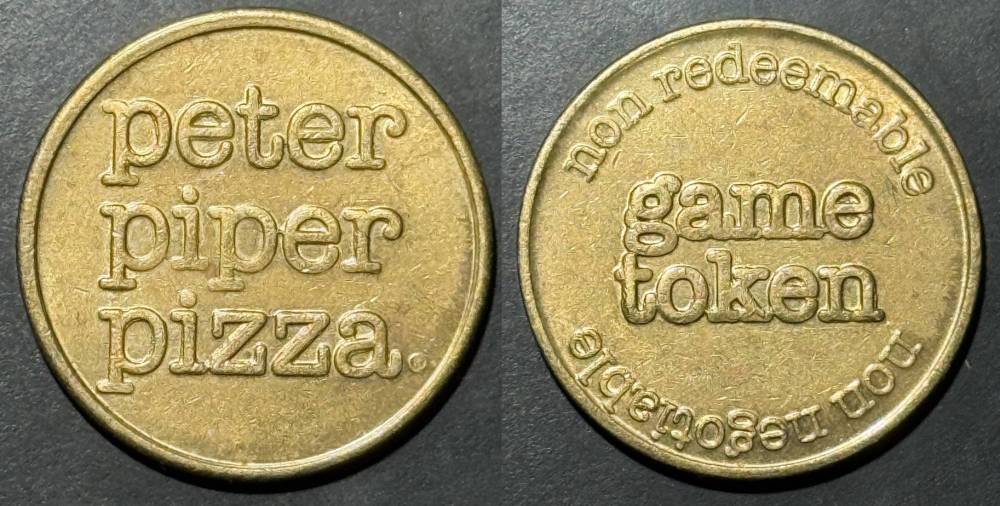 peter
piper
pizza.
non redeemable
game
token
non negotiable